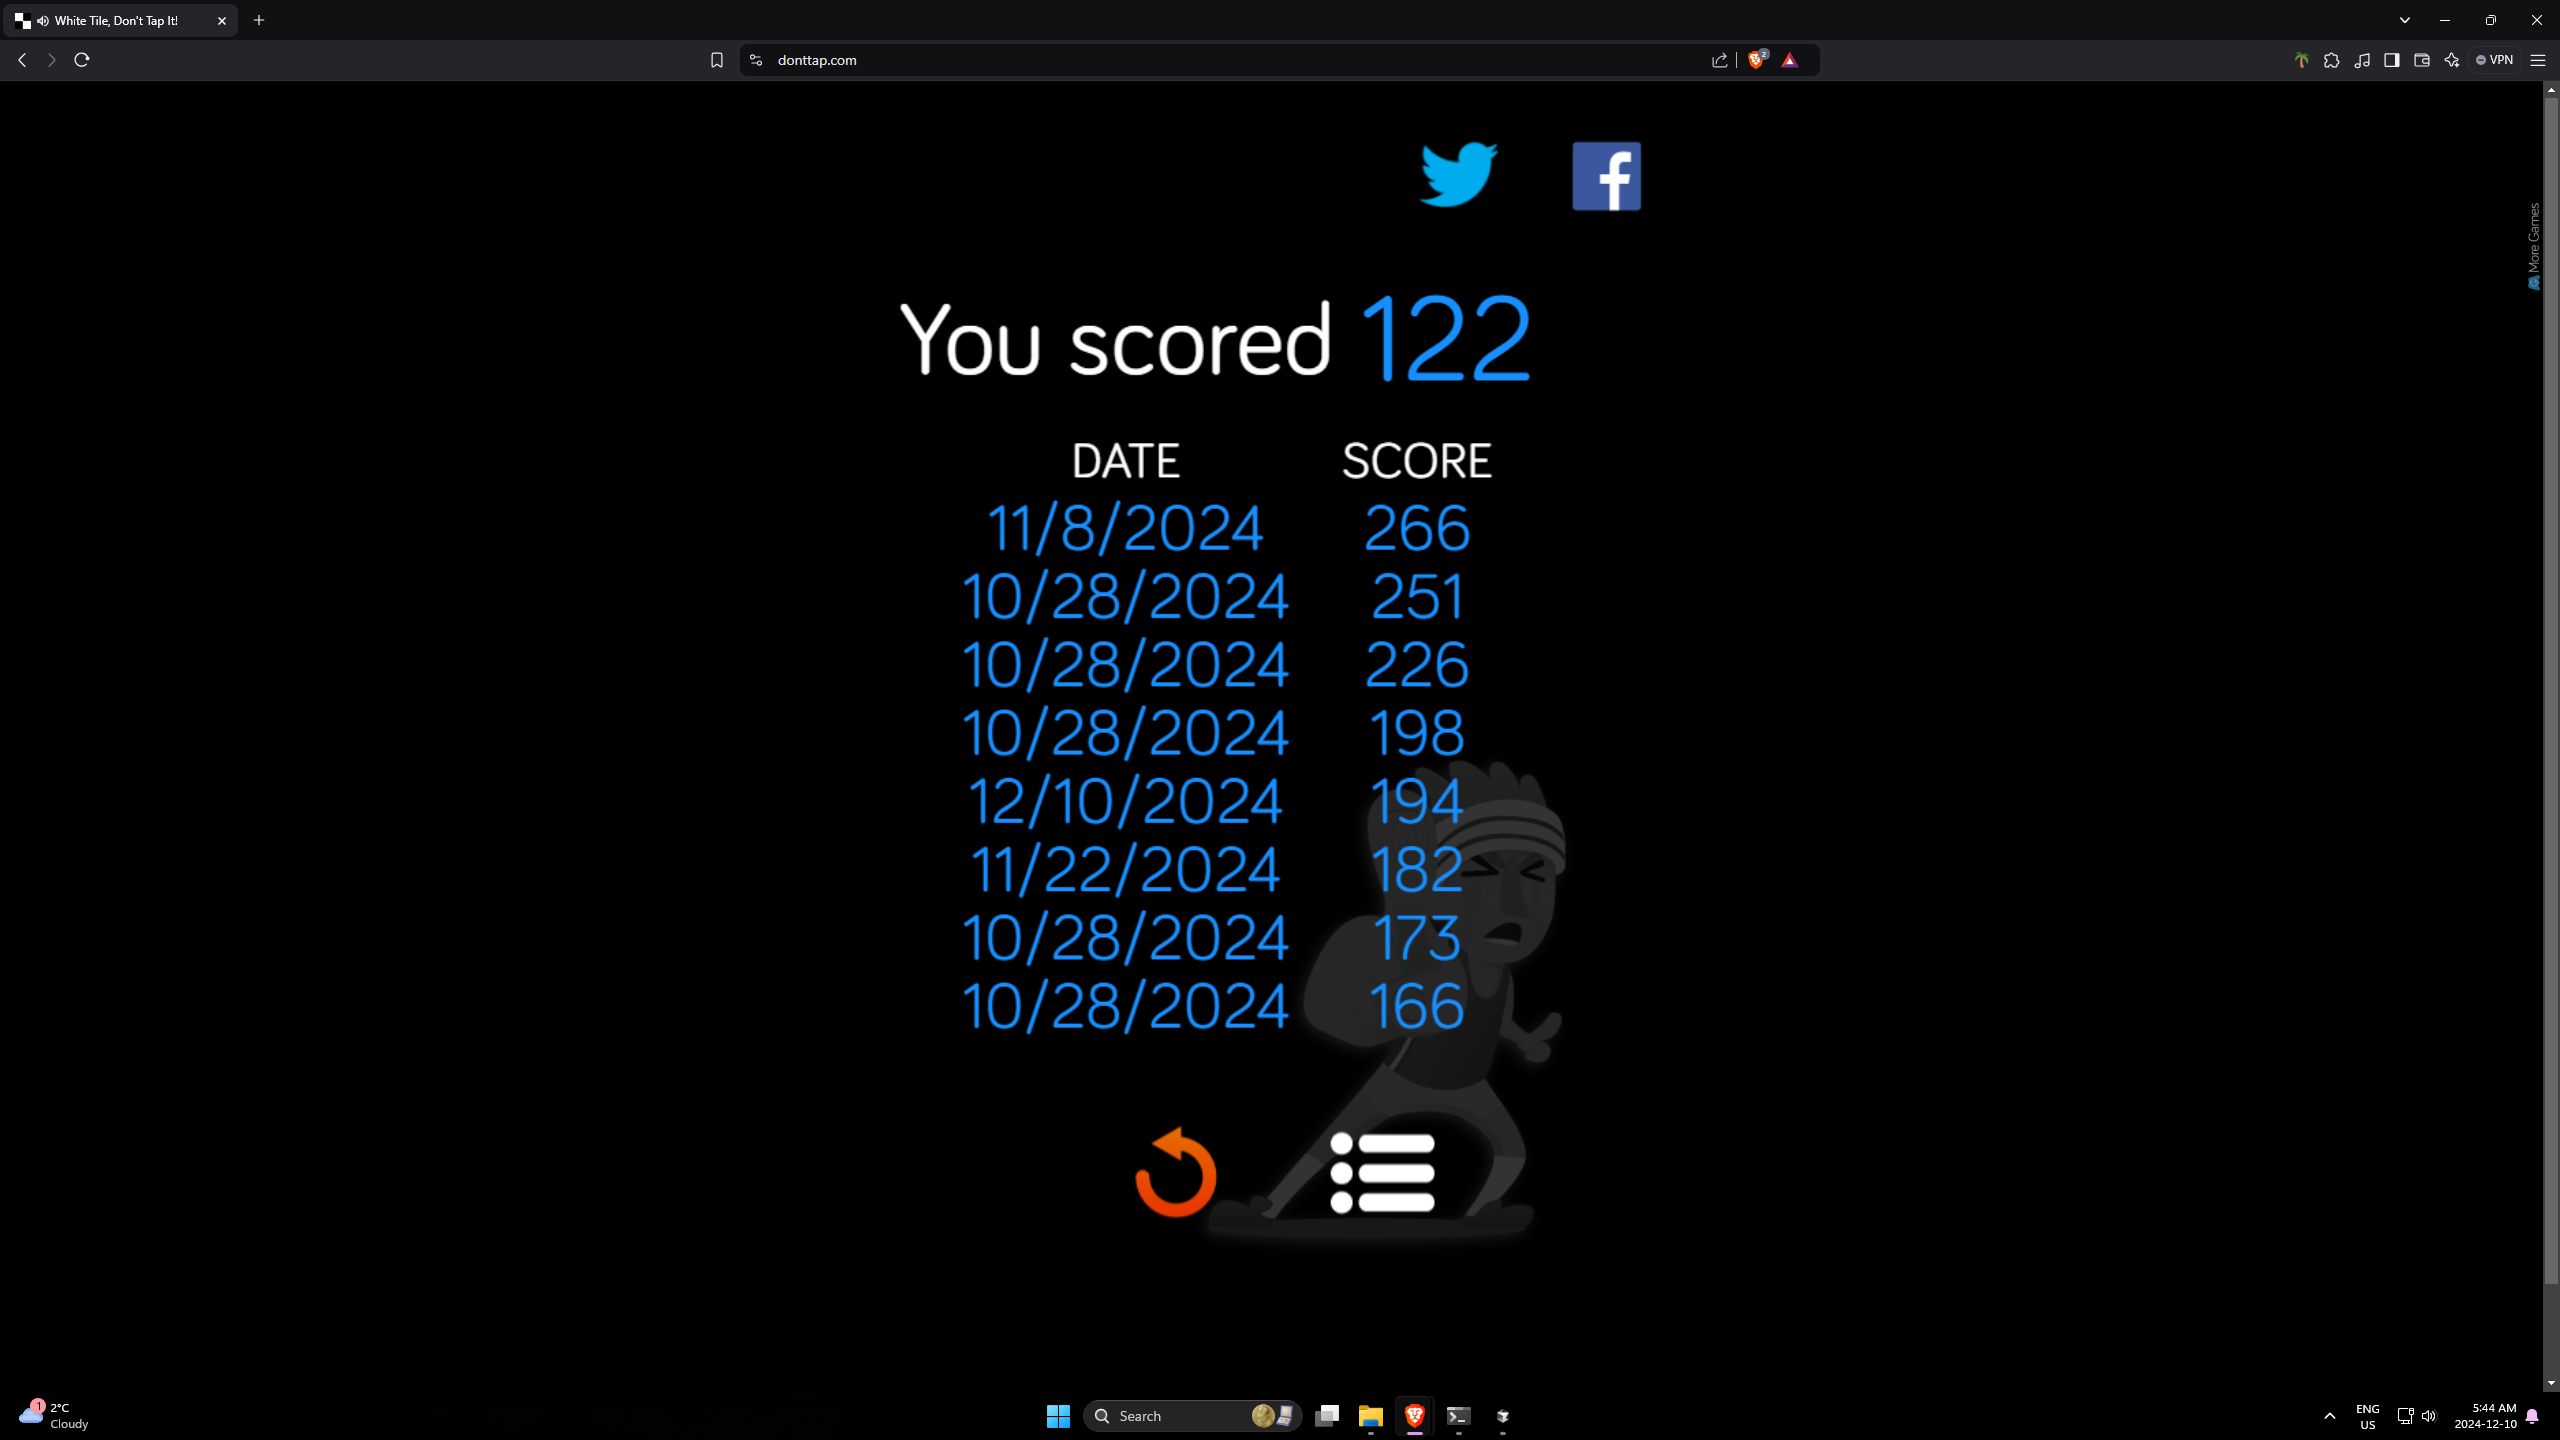 White Tile, Don't Tap It!
donttap.com
2
VPN
More Games
You scored 122
DATE SCORE
11/8/2024 266
10/28/2024 251
10/28/2024 226
10/28/2024 198
12/10/2024 194
11/22/2024 182
10/28/2024 173
10/28/2024 166
1
2°C
Cloudy
Search
ENG
US
5:44 AM
2024-12-10